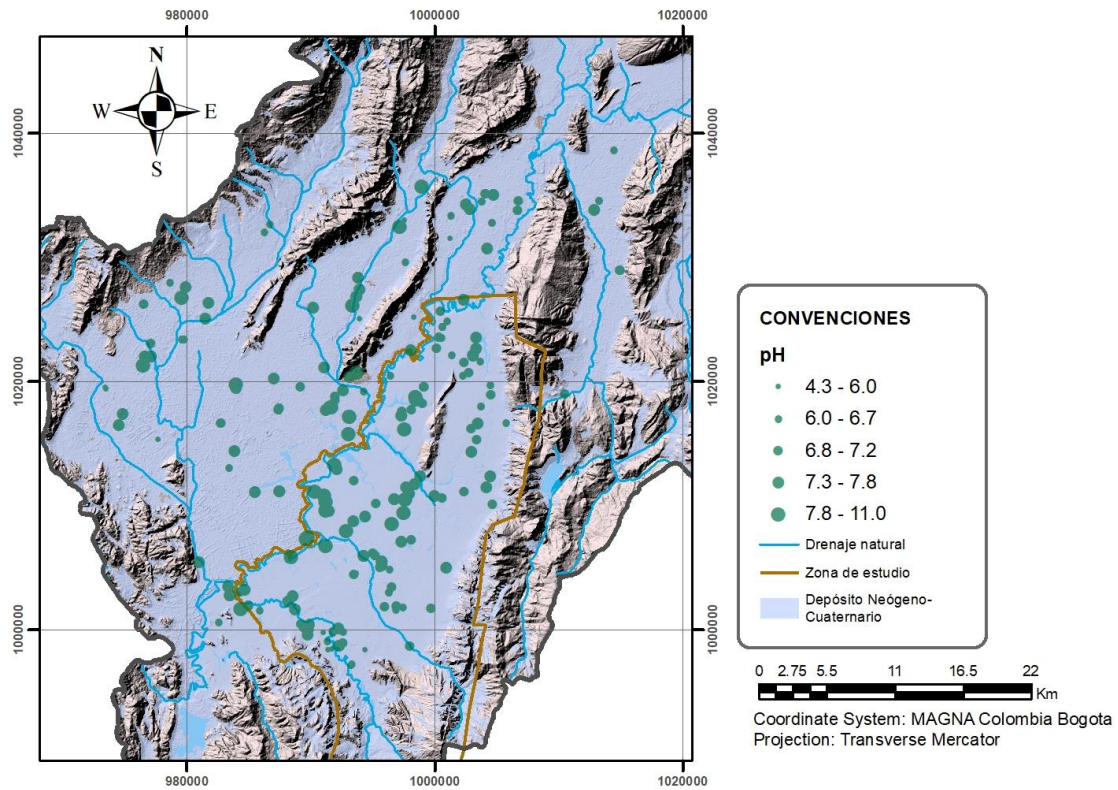 980000
1000000
1020000
N
W
E
S
1040000
1020000
1000000
1040000
1020000
1000000
980000
1000000
1020000
CONVENCIONES
pH
4.3 - 6.0
6.0 - 6.7
6.8 - 7.2
7.3 - 7.8
7.8 - 11.0
Drenaje natural
Zona de estudio
Depósito Neógeno-
Cuaternario
0 2.75 5.5 11 16.5 22
Km
Coordinate System: MAGNA Colombia Bogota
Projection: Transverse Mercator